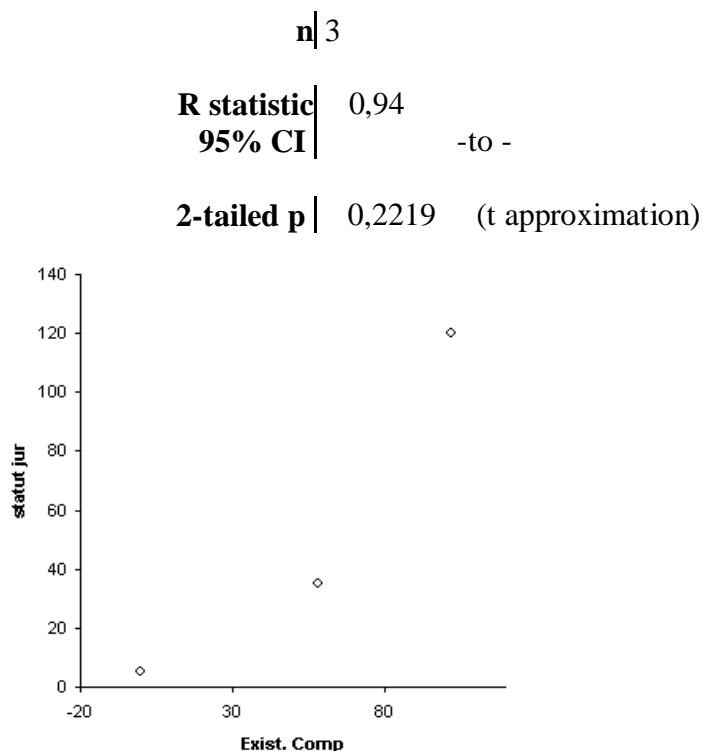 n 3
R statistic 0,94
95% CI -to -
2-tailed p 0,2219 (t approximation)
140
120
100
80
60
40
20
0
statut jur
-20 30 80
Exist. Comp